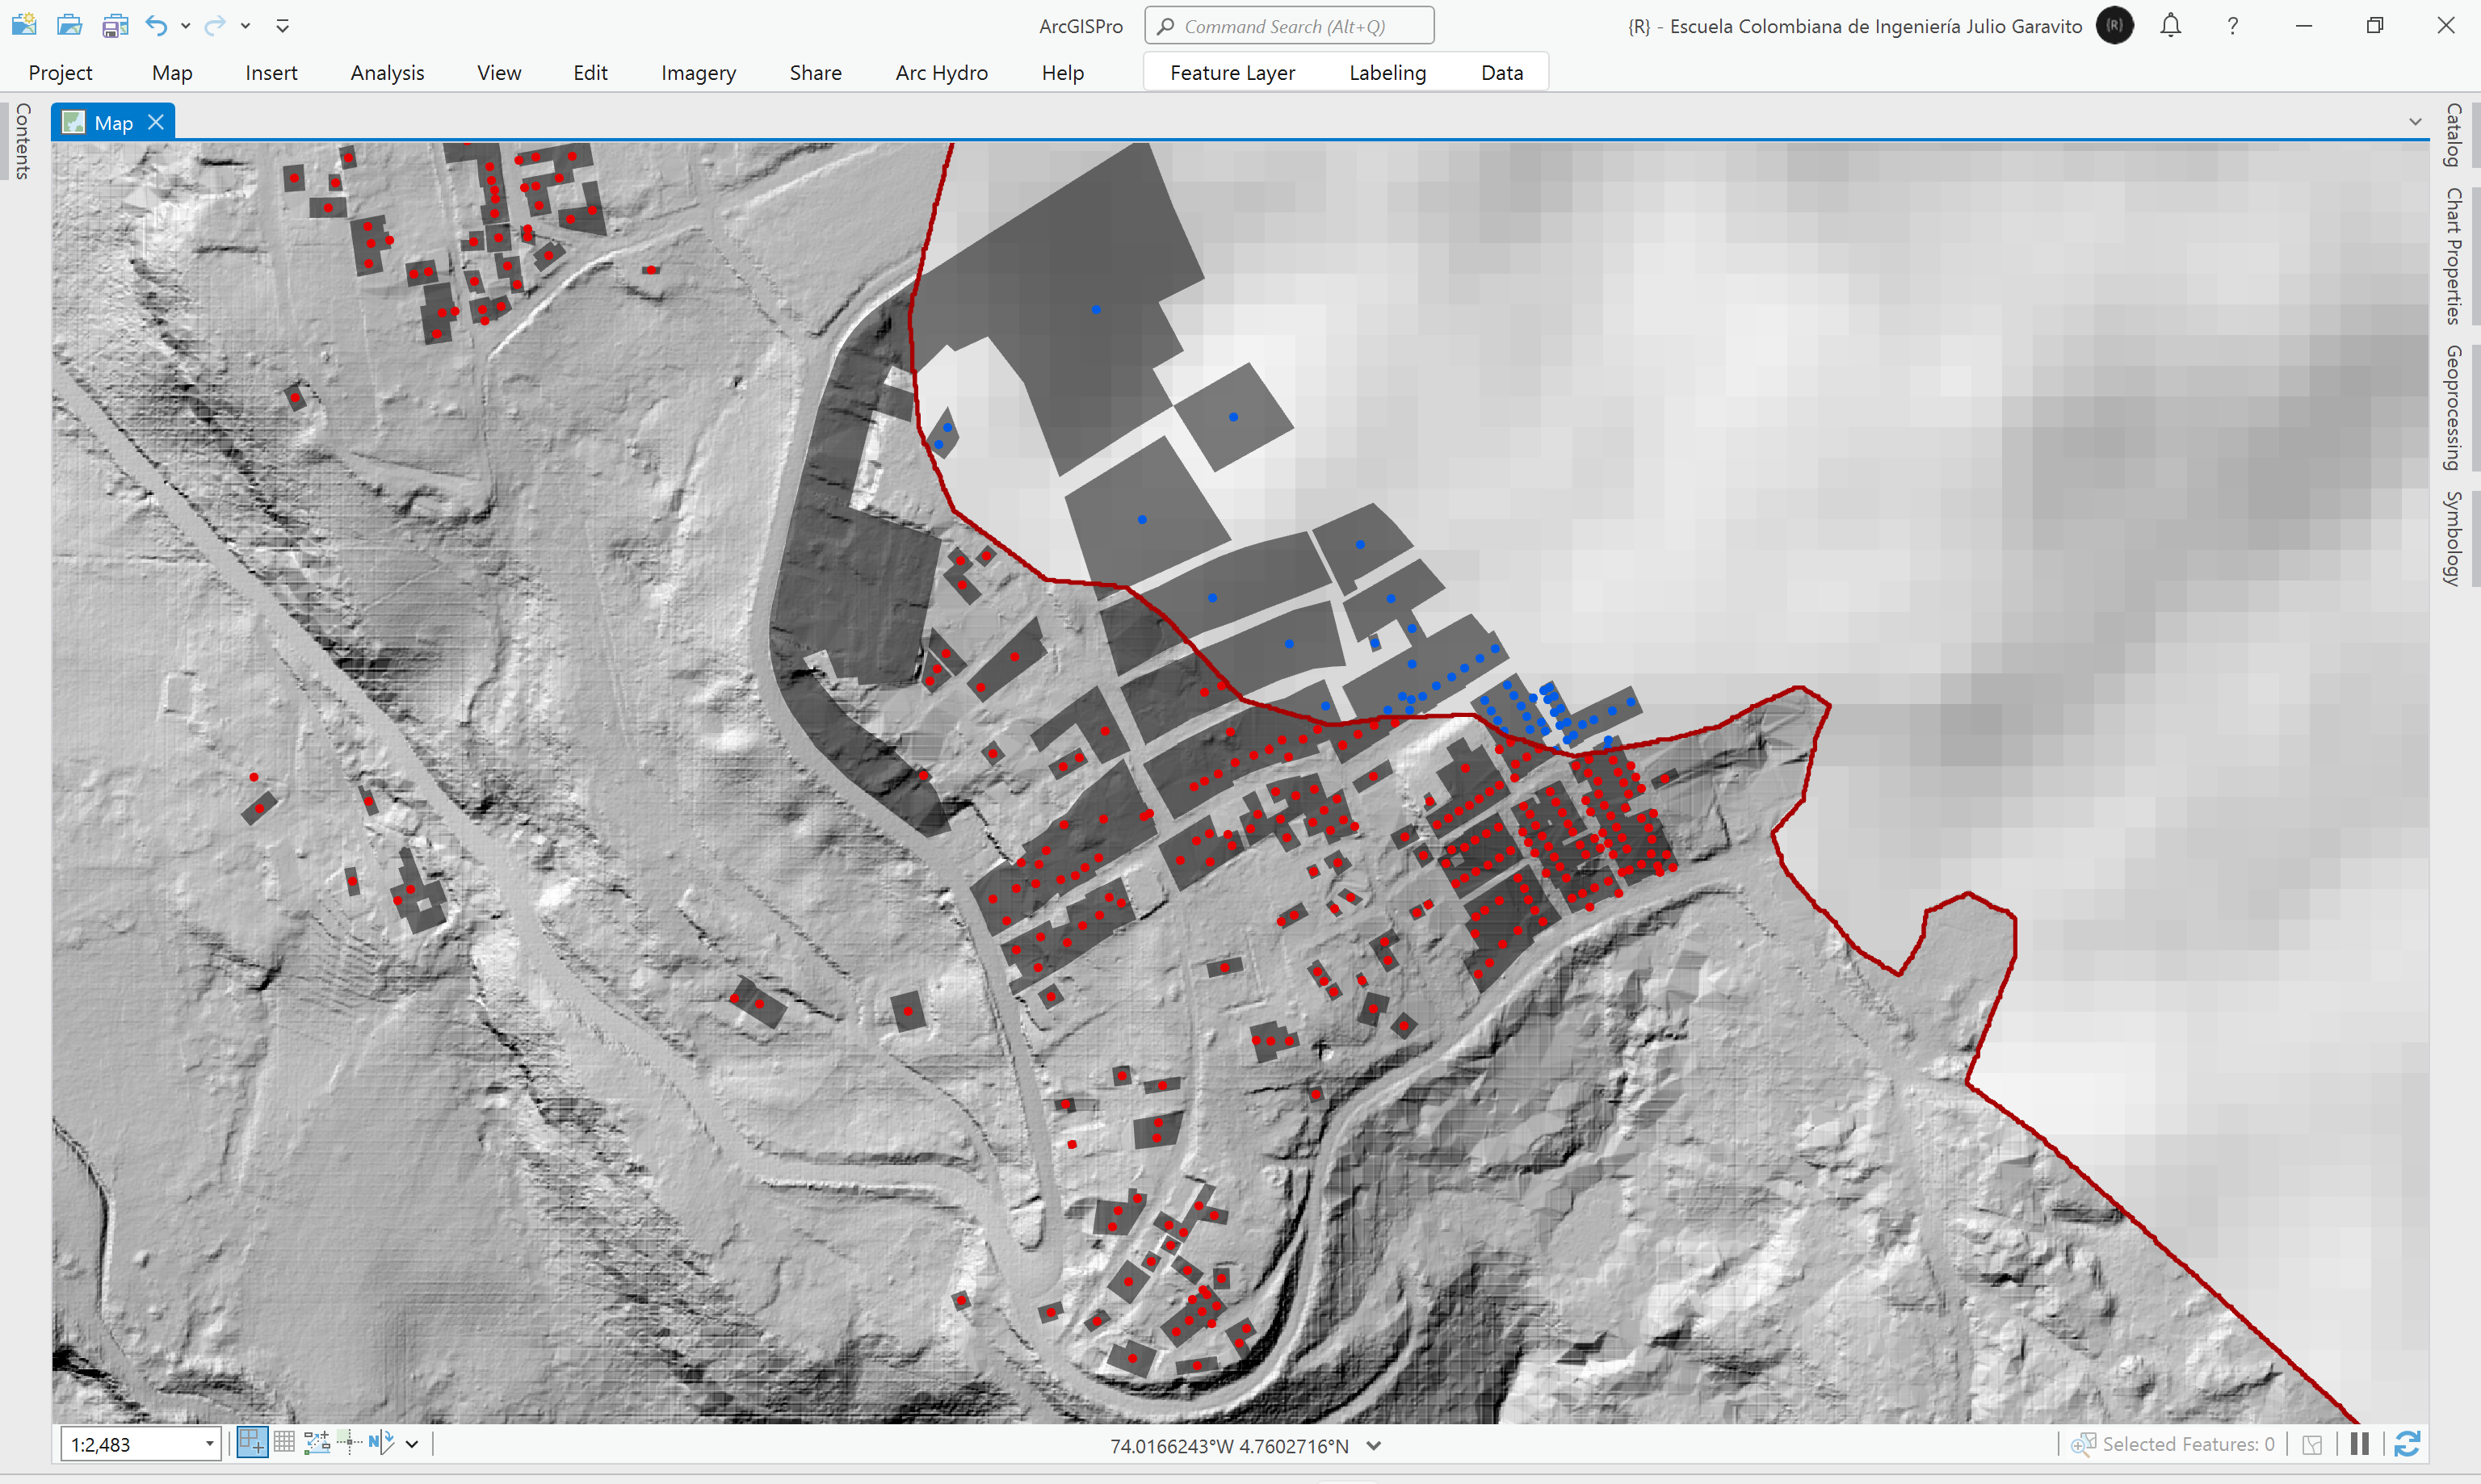 ArcGISPro
Command Search (Alt+Q)
{R} - Escuela Colombiana de Ingeniería Julio Garavito
{R}
?
Project
Map
Insert
Analysis
View
Edit
Imagery
Share
Arc Hydro
Help
Feature Layer
Labeling
Data
Contents
Map
Catalog
Chart Properties
Geoprocessing
Symbology
1:2,483
N
74.0166243°W 4.7602716°N
Selected Features: 0